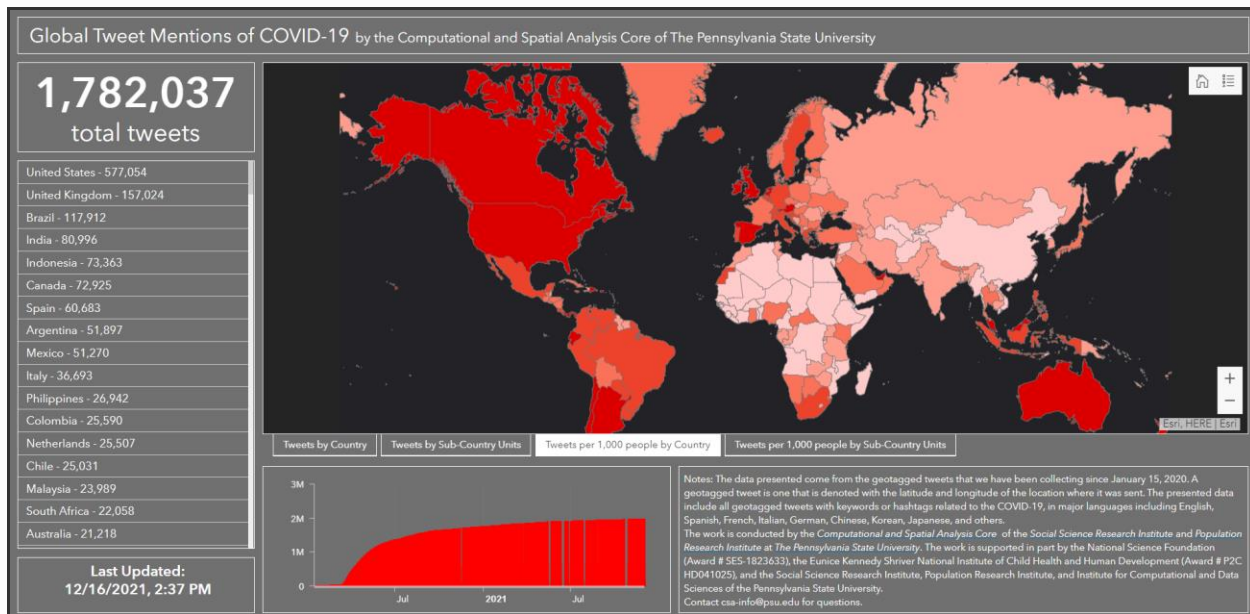 Global Tweet Mentions of COVID-19 by the Computational and Spatial Analysis Core of The Pennsylvania State University
1,782,037
total tweets
United States - 577,054
United Kingdom - 157,024
Brazil - 117,912
India - 80,996
Indonesia - 73,363
Canada - 72,925
Spain - 60,683
Argentina - 51,897
Mexico - 51,270
Italy - 36,693
Philippines - 26,942
Colombia - 25,590
Netherlands - 25,507
Chile - 25,031
Malaysia - 23,989
South Africa - 22,058
Australia - 21,218
Last Updated:
12/16/2021, 2:37 PM
+
−
Esri, HERE | Esri
Tweets by Country
Tweets by Sub-Country Units
Tweets per 1,000 people by Country
Tweets per 1,000 people by Sub-Country Units
3M
2M
1M
0
Jul
2021
Jul
Notes: The data presented come from the geotagged tweets that we have been collecting since January 15, 2020. A
geotagged tweet is one that is denoted with the latitude and longitude of the location where it was sent. The presented data
include all geotagged tweets with keywords or hashtags related to the COVID-19, in major languages including English,
Spanish, French, Italian, German, Chinese, Korean, Japanese, and others.
The work is conducted by the Computational and Spatial Analysis Core of the Social Science Research Institute and Population
Research Institute at The Pennsylvania State University. The work is supported in part by the National Science Foundation
(Award # SES-1823633), the Eunice Kennedy Shriver National Institute of Child Health and Human Development (Award # P2C
HD041025), and the Social Science Research Institute, Population Research Institute, and Institute for Computational and Data
Sciences of the Pennsylvania State University.
Contact csa-info@psu.edu for questions.